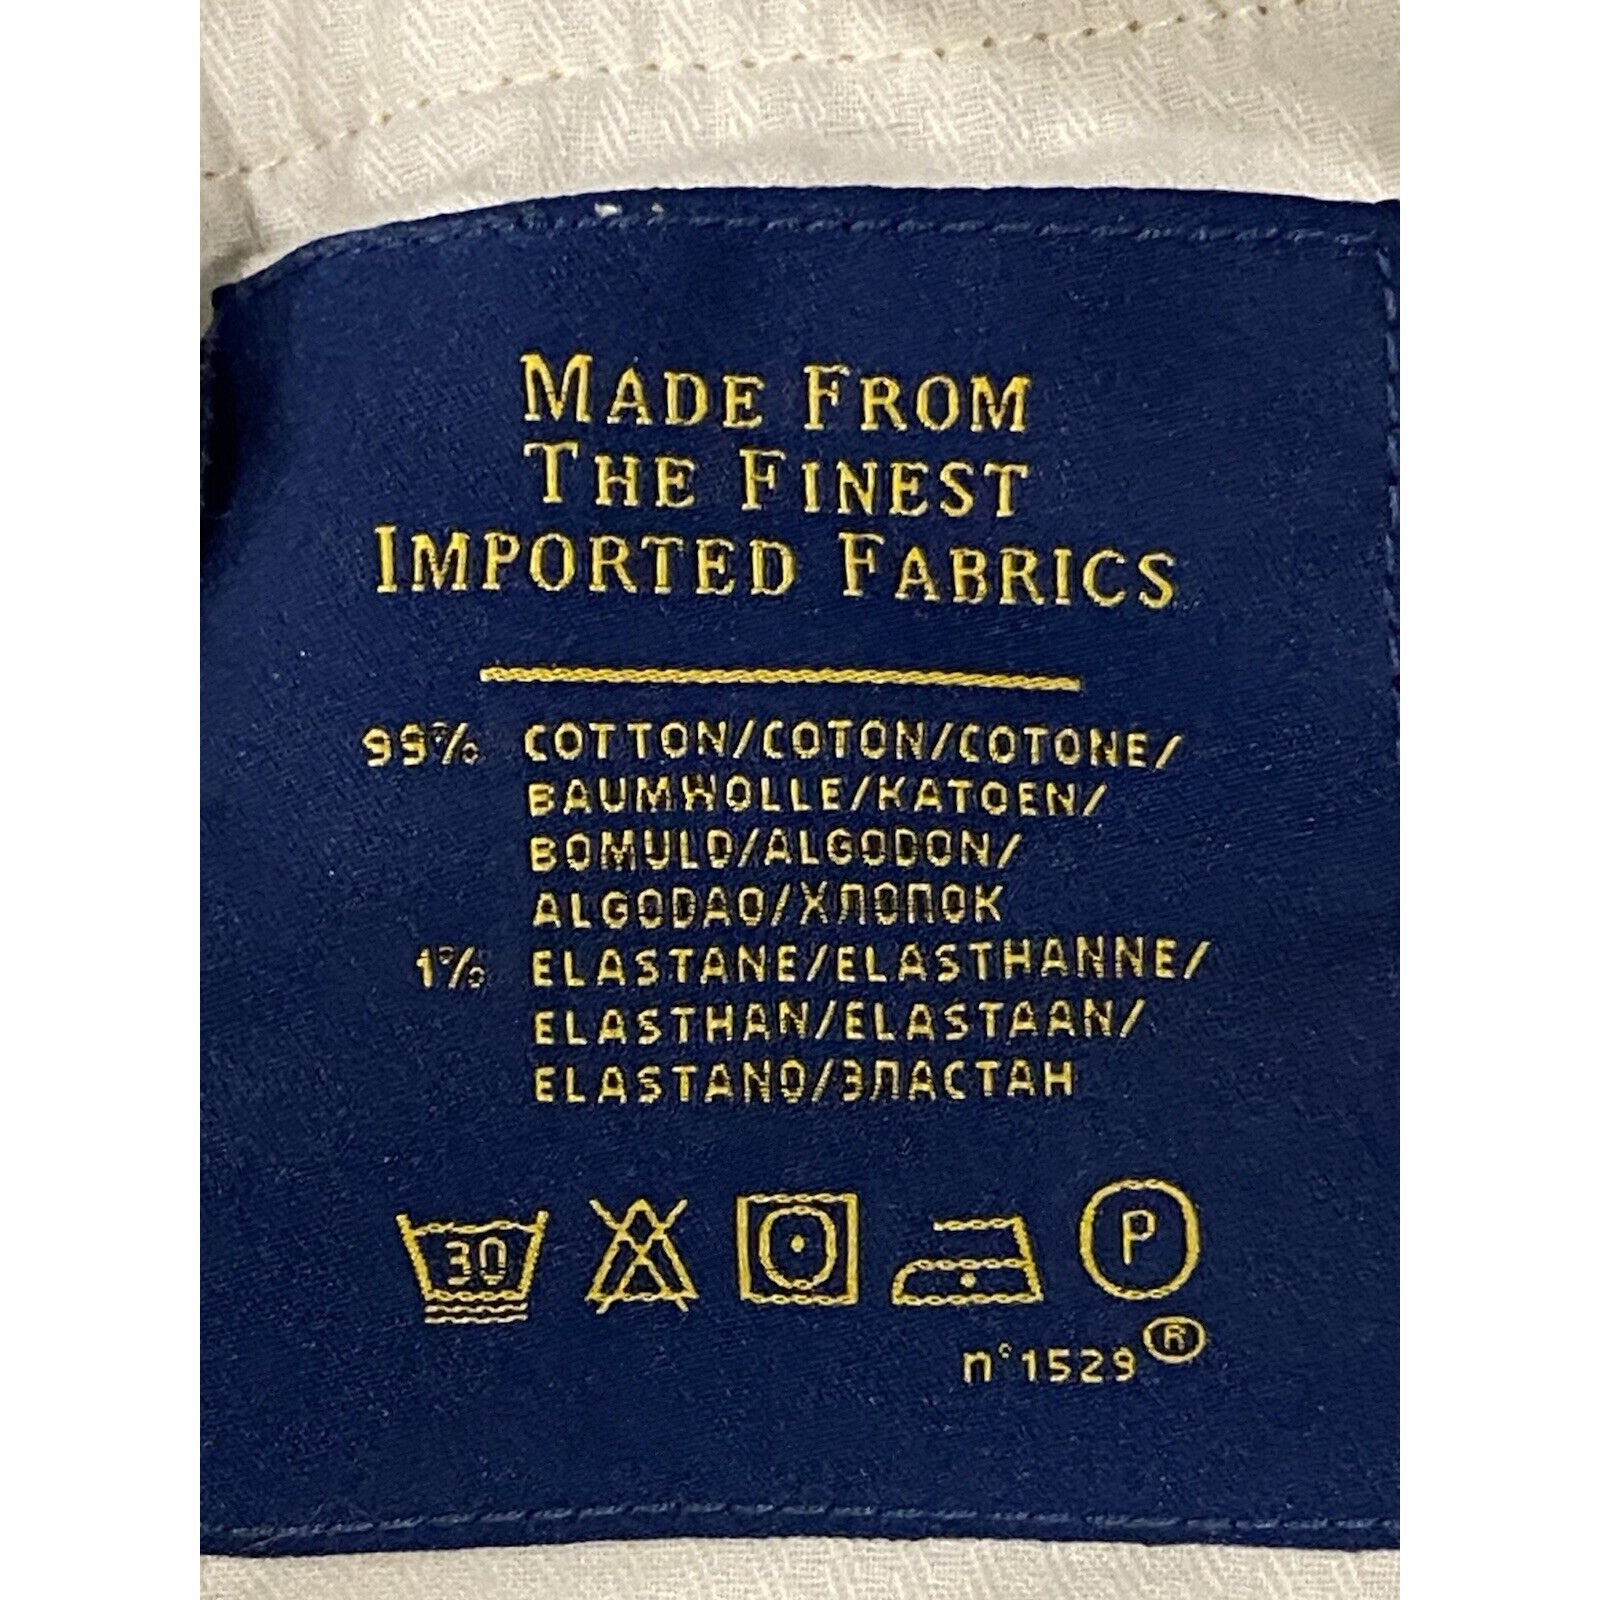 MADE FROM
THE FINEST
IMPORTED FABRICS
99% COTTON/COTON/COTONE/
BAUMWOLLE/KATOEN/
BOMULD/ALGODON/
ALGODAO/ХЛОПОК
1% ELASTANE/ELASTHANNE/
ELASTHAN/ELASTAAN/
ELASTANO/ЭЛАСТАН
30 P
n°1529 ®